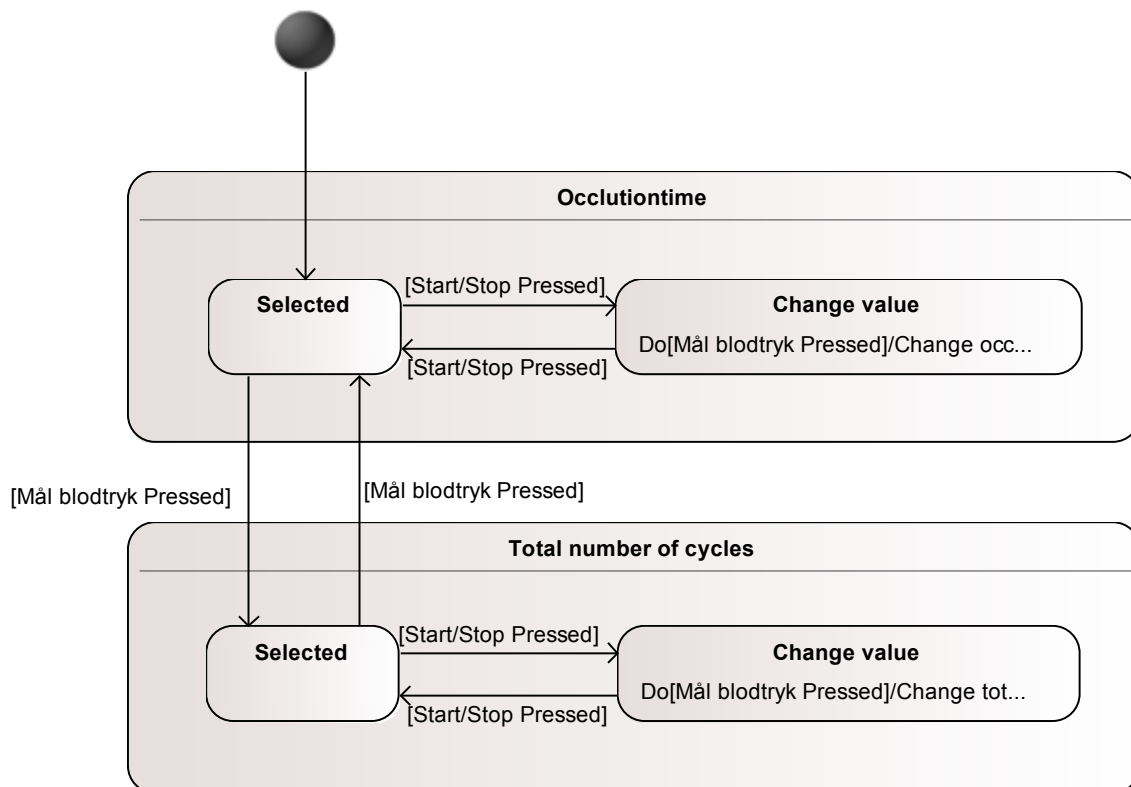 Occlutiontime
Selected
[Start/Stop Pressed]
Change value
Do[Mål blodtryk Pressed]/Change occ...
[Start/Stop Pressed]
[Mål blodtryk Pressed]
[Mål blodtryk Pressed]
Total number of cycles
Selected
[Start/Stop Pressed]
Change value
Do[Mål blodtryk Pressed]/Change tot...
[Start/Stop Pressed]